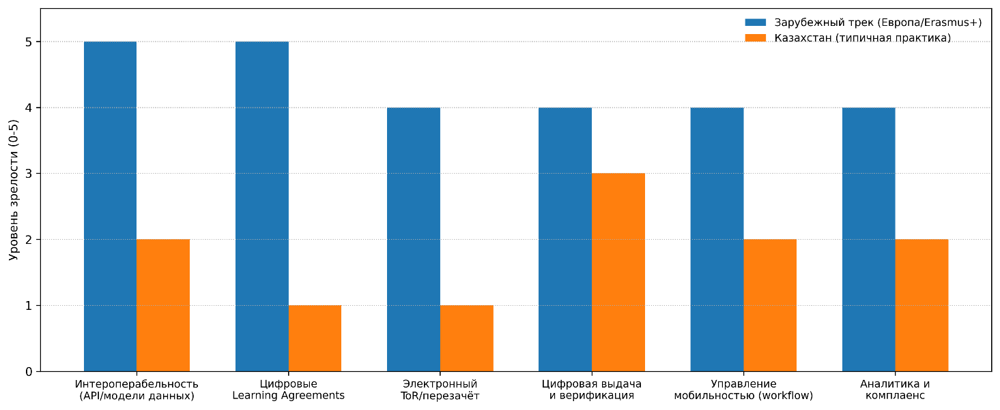 Зарубежный трек (Европа/Erasmus+)
Казахстан (типичная практика)
Уровень зрелости (0-5)
5
4
3
2
1
0
Интероперабельность
(API/модели данных)
Цифровые
Learning Agreements
Электронный
ToR/перезачёт
Цифровая выдача
и верификация
Управление
мобильностью (workflow)
Аналитика и
комплаенс